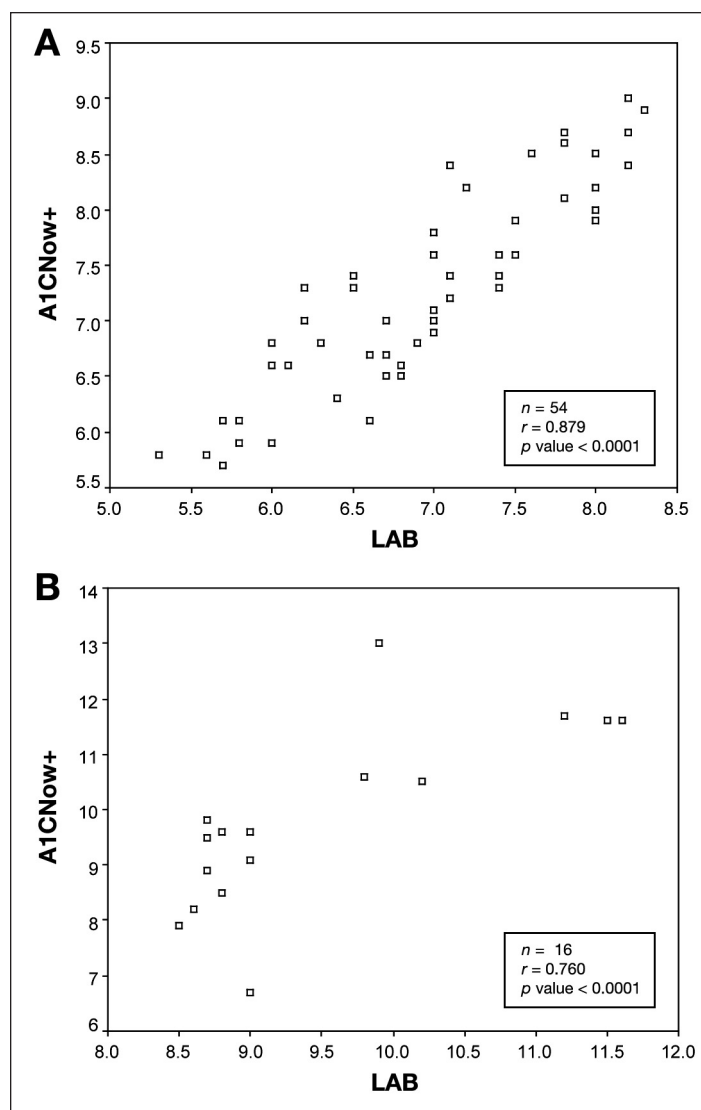 A
9.5
9.0
8.5
8.0
7.5
7.0
6.5
6.0
5.5
A1CNow+
n = 54
r = 0.879
p value < 0.0001
5.0 5.5 6.0 6.5 7.0 7.5 8.0 8.5
LAB
B
14
13
12
11
10
9
8
7
6
A1CNow+
n = 16
r = 0.760
p value < 0.0001
8.0 8.5 9.0 9.5 10.0 10.5 11.0 11.5 12.0
LAB